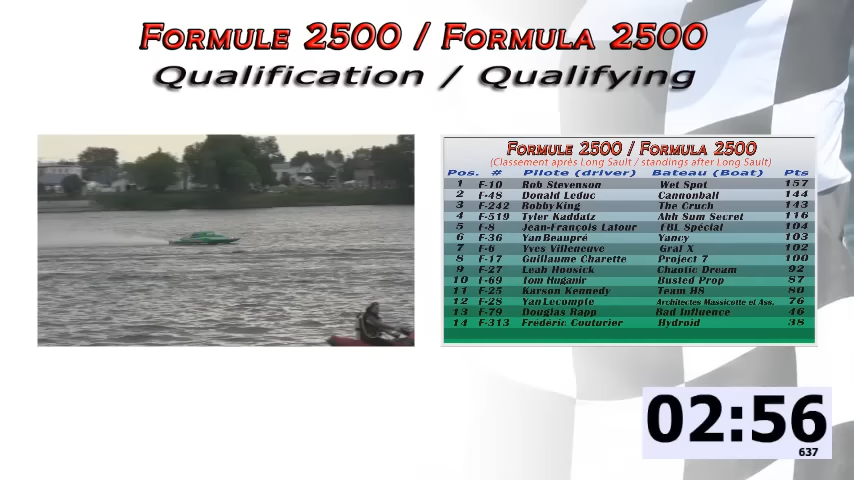 Formule 2500 / Formula 2500
Qualification / Qualifying
Formule 2500 / Formula 2500
(Classement après Long Sault / standings after Long Sault)
Pos. # Pilote (driver) Bateau (Boat) Pts
1 F-10 Rob Stevenson Wet Spot 157
2 F-48 Donald Leduc Cannonball 144
3 F-242 Bobby King The Cruch 143
4 F-519 Tyler Kaddatz Ahh Sum Secret 116
5 F-8 Jean-François Latour FBL Spécial 104
6 F-36 Yan Beaupré Yancy 103
7 F-6 Yves Villeneuve Graf X 102
8 F-17 Guillaume Charette Project 7 100
9 F-27 Leah Hoosick Chaotic Dream 92
10 F-69 Tom Huganir Busted Prop 87
11 F-25 Karson Kennedy Team H8 80
12 F-28 Yan Lecompte Architectes Massicotte et Ass. 76
13 F-79 Douglas Rapp Bad Influence 46
14 F-313 Frédéric Couturier Hydroid 38
02:56
637